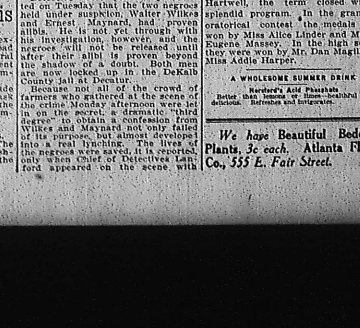 ted on Tuesday that the two negroes
held under suspicion, Walter Wilkes
and Ernest Maynard, had proven
alibis. He is not yet through with
his investigation, however, and the
negroes will not be released until
after their alibi is proven beyond
the shadow of a doubt. Both men
are now locked up in the DeKalb
County jail at Decatur.
Because not all of the crowd of
farmers who gathered at the scene of
the crime Monday afternoon were let
in on the secret, a dramatic "third
degree" to obtain a confession from
Wilkes and Maynard not only failed
of its purpose, but almost developed
into a real lynching. The lives of
the negroes were saved, it is reported,
only when Chief of Detectives Lan-
ford appeared on the scene with
Hartwell, the term closed w
splendid program. In the gran
oratorical contest the medals
won by Miss Alice Linder and M
Eugene Massey. In the high s
they were won by Mr. Dan Magil
Miss Addie Harper.
A WHOLESOME SUMMER DRINK
Horsford's Acid Phosphate
Better than lemons or limes—healthful
delicious. Refreshes and invigorates.
We have Beautiful Bedd
Plants, 3c each. Atlanta Fl
Co., 555 E. Fair Street.